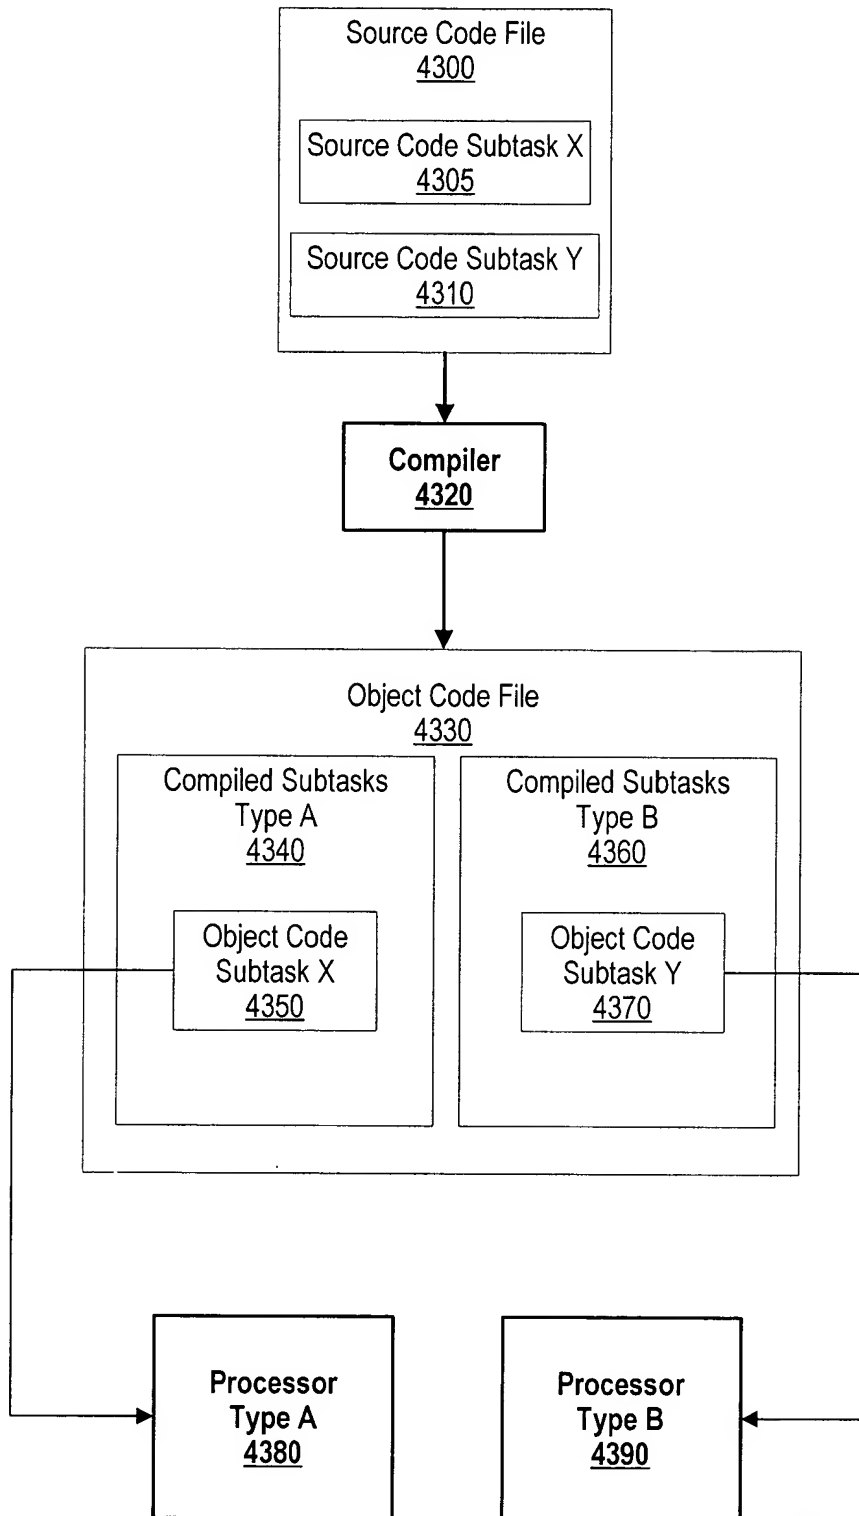 Source Code File
4300
Source Code Subtask X
4305
Source Code Subtask Y
4310
Compiler
4320
Object Code File
4330
Compiled Subtasks
Type A
4340
Object Code
Subtask X
4350
Compiled Subtasks
Type B
4360
Object Code
Subtask Y
4370
Processor
Type A
4380
Processor
Type B
4390